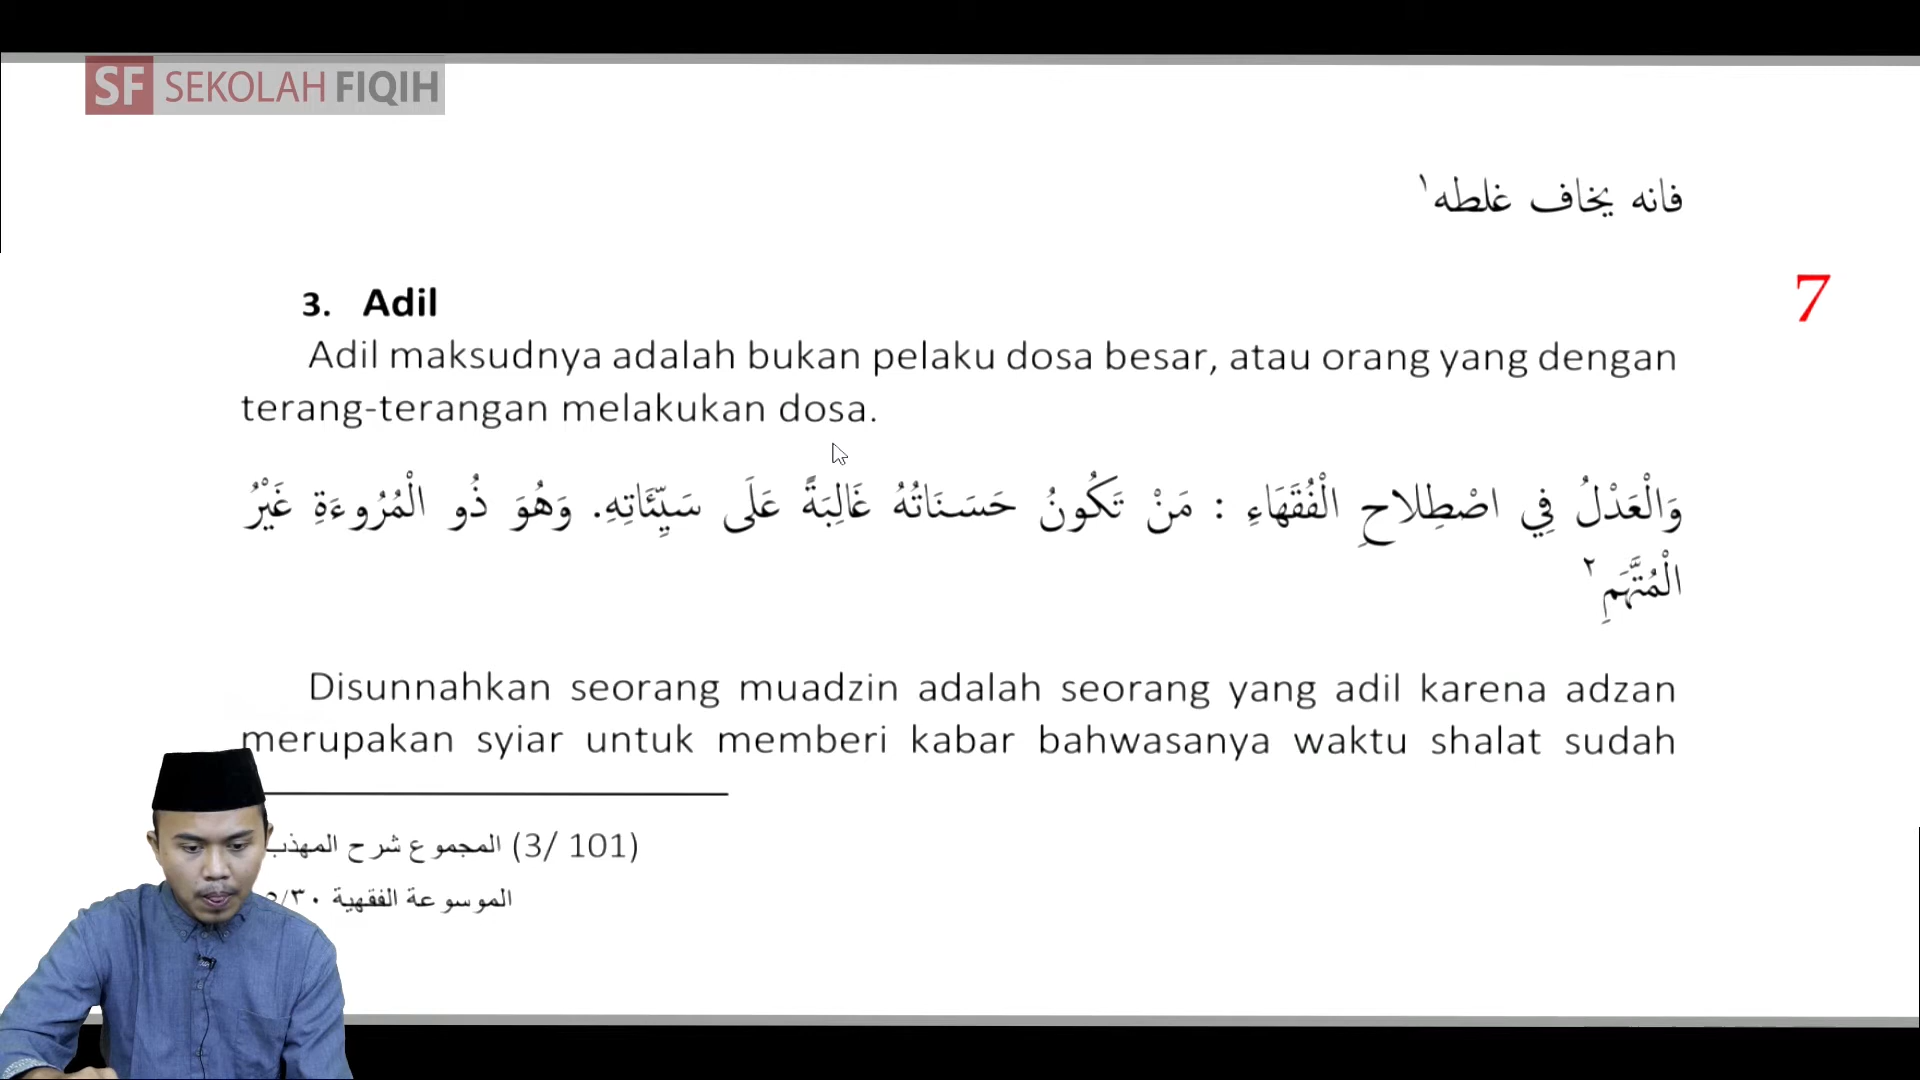 SF SEKOLAH FIQIH
فانه يخاف غلطه١
7
3. Adil
Adil maksudnya adalah bukan pelaku dosa besar, atau orang yang dengan
terang-terangan melakukan dosa.
وَالْعَدْلُ فِي اصْطِلاحِ الْفُقَهَاءِ : مَنْ تَكُونُ حَسَنَاتُهُ غَالِبَةً عَلَى سَيِّئَاتِهِ. وَهُوَ ذُو الْمُرُوءَةِ غَيْرُ
الْمُتَّهَمِ٢
Disunnahkan seorang muadzin adalah seorang yang adil karena adzan
merupakan syiar untuk memberi kabar bahwasanya waktu shalat sudah
المجموع شرح المهذب (3/ 101)
الموسوعة الفقهية ٣٠/